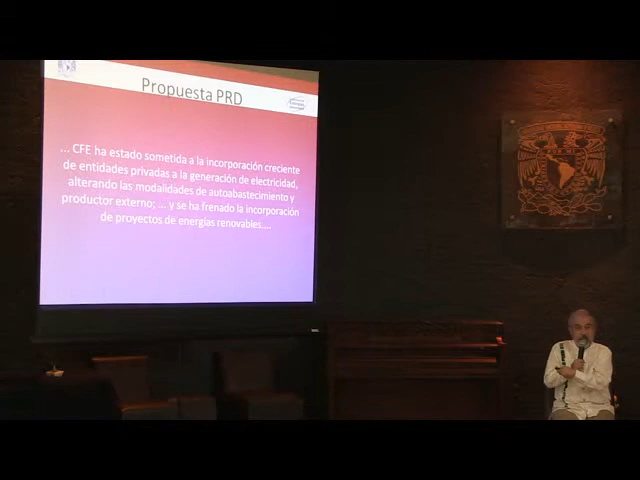 Propuesta PRD
... CFE ha estado sometida a la incorporación creciente
de entidades privadas a la generación de electricidad,
alterando las modalidades de autoabastecimiento y
productor externo; ... y se ha frenado la incorporación
de proyectos de energías renovables....